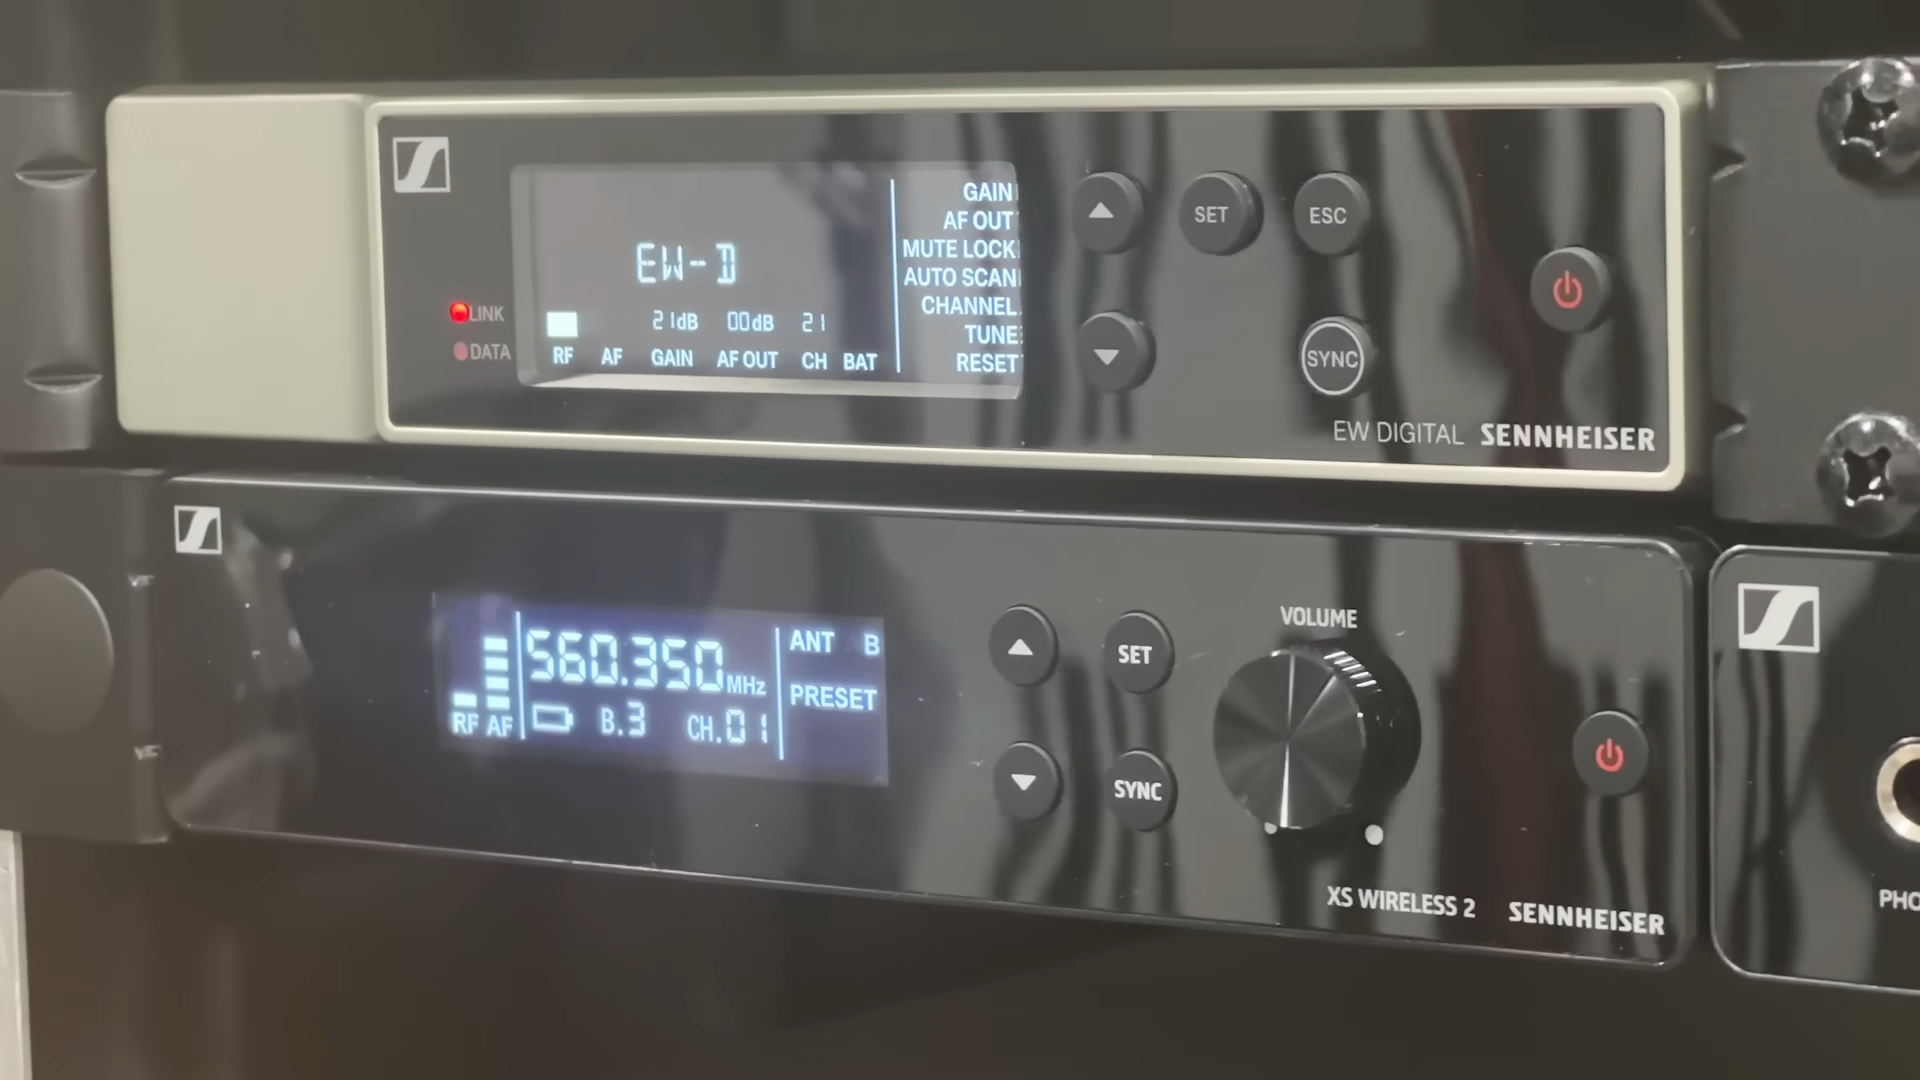 EW-D
GAIN
AF OUT
MUTE LOCK
AUTO SCAN
CHANNEL
TUNE
RESET
LINK
DATA
21dB 00dB 21
RF AF GAIN AF OUT CH BAT
SET
ESC
SYNC
EW DIGITAL SENNHEISER
560.350 MHz
RF AF B.3 CH.01
ANT B
PRESET
SET
SYNC
VOLUME
XS WIRELESS 2 SENNHEISER
PHO